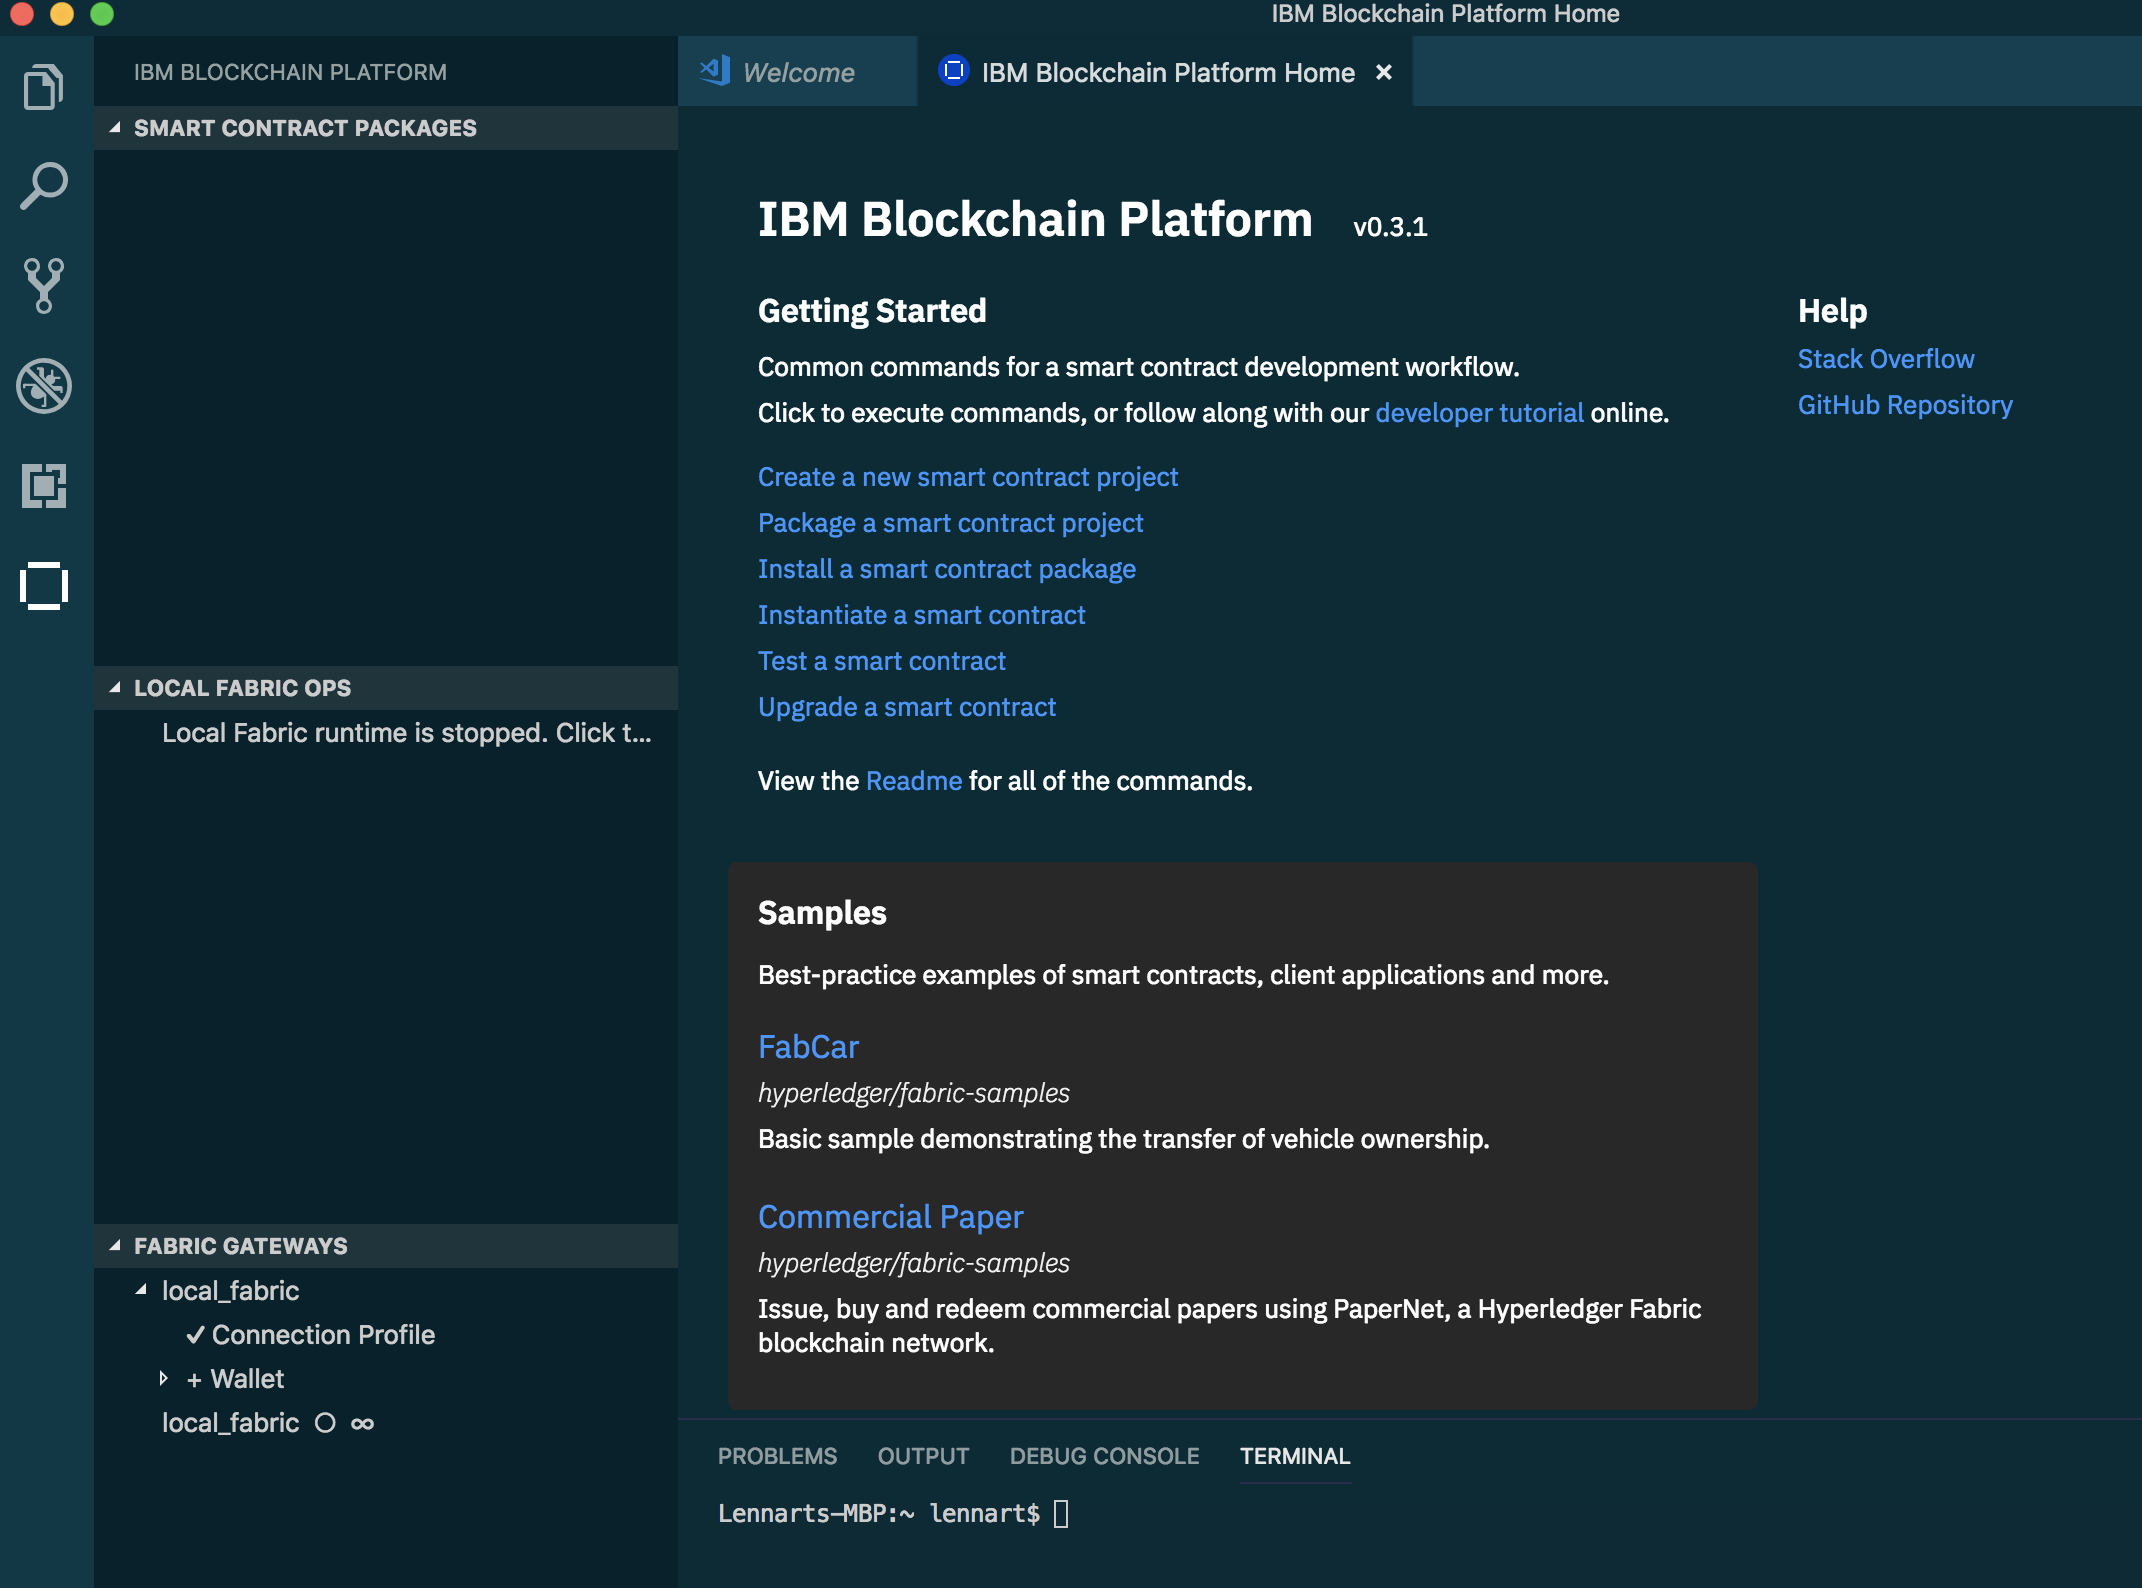 IBM Blockchain Platform Home
IBM BLOCKCHAIN PLATFORM
SMART CONTRACT PACKAGES
LOCAL FABRIC OPS
Local Fabric runtime is stopped. Click t...
FABRIC GATEWAYS
local_fabric
✓ Connection Profile
+ Wallet
local_fabric ○ ∞
Welcome
IBM Blockchain Platform Home ×
IBM Blockchain Platform v0.3.1
Getting Started
Common commands for a smart contract development workflow.
Click to execute commands, or follow along with our developer tutorial online.
Create a new smart contract project
Package a smart contract project
Install a smart contract package
Instantiate a smart contract
Test a smart contract
Upgrade a smart contract
View the Readme for all of the commands.
Help
Stack Overflow
GitHub Repository
Samples
Best-practice examples of smart contracts, client applications and more.
FabCar
hyperledger/fabric-samples
Basic sample demonstrating the transfer of vehicle ownership.
Commercial Paper
hyperledger/fabric-samples
Issue, buy and redeem commercial papers using PaperNet, a Hyperledger Fabric
blockchain network.
PROBLEMS OUTPUT DEBUG CONSOLE TERMINAL
Lennarts-MBP:~ lennart$